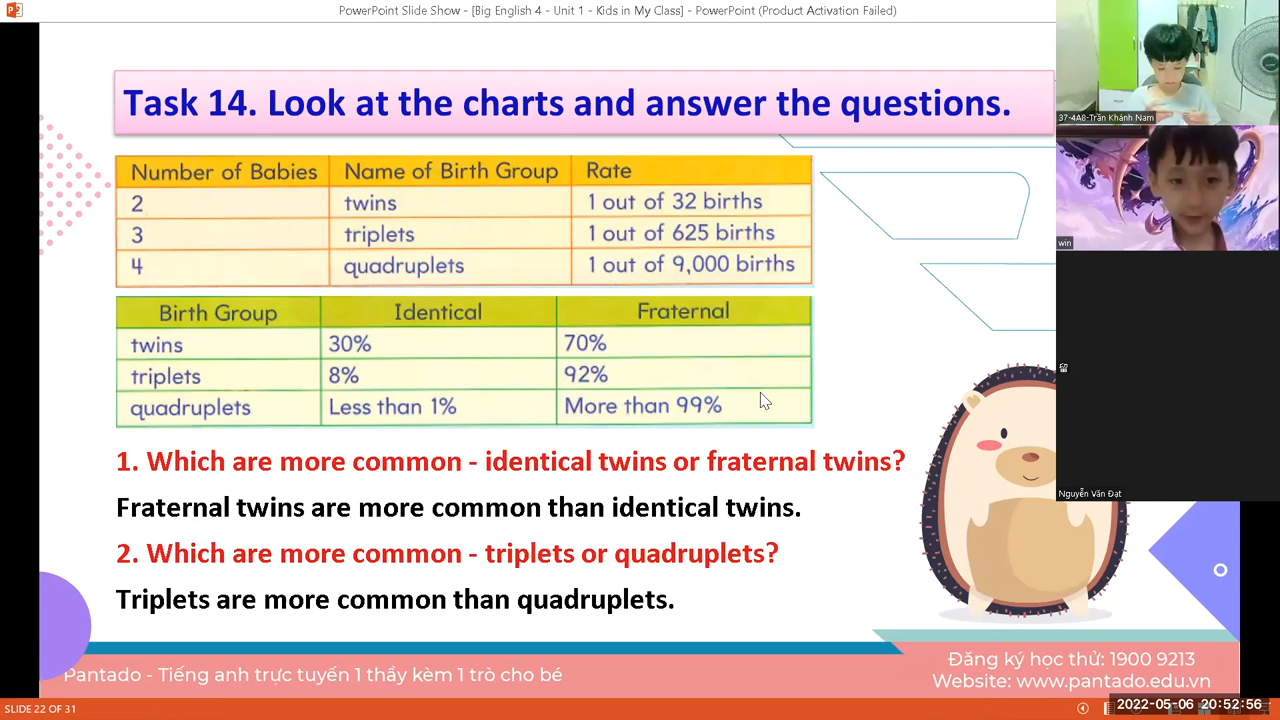 PowerPoint Slide Show - [Big English 4 - Unit 1 - Kids in My Class] - PowerPoint (Product Activation Failed)
Task 14. Look at the charts and answer the questions.
Number of Babies Name of Birth Group Rate
2 twins 1 out of 32 births
3 triplets 1 out of 625 births
4 quadruplets 1 out of 9,000 births
Birth Group Identical Fraternal
twins 30% 70%
triplets 8% 92%
quadruplets Less than 1% More than 99%
1. Which are more common - identical twins or fraternal twins?
Fraternal twins are more common than identical twins.
2. Which are more common - triplets or quadruplets?
Triplets are more common than quadruplets.
Pantado - Tiếng anh trực tuyến 1 thầy kèm 1 trò cho bé
Đăng ký học thử: 1900 9213
Website: www.pantado.edu.vn
SLIDE 22 OF 31
2022-05-06 20:52:56
37-4A8-Trần Khánh Nam
win
Nguyễn Văn Đạt